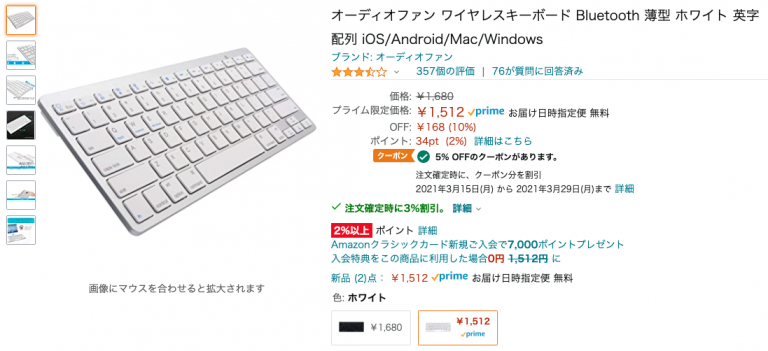 オーディオファン ワイヤレスキーボード Bluetooth 薄型 ホワイト 英字
配列 iOS/Android/Mac/Windows
ブランド: オーディオファン
357個の評価 | 76が質問に回答済み
価格: ￥1,680
プライム限定価格: ￥1,512 prime お届け日時指定便 無料
OFF: ￥168 (10%)
ポイント: 34pt (2%) 詳細はこちら
クーポン 5% OFFのクーポンがあります。
注文確定時に、クーポン分を割引
2021年3月15日(月) から 2021年3月29日(月)まで 詳細
注文確定時に3%割引。 詳細
2%以上 ポイント 詳細
Amazonクラシックカード新規ご入会で7,000ポイントプレゼント
入会特典をこの商品に利用した場合0円 1,512円 に
新品 (2)点： ￥1,512 prime お届け日時指定便 無料
画像にマウスを合わせると拡大されます
色: ホワイト
￥1,680
￥1,512
prime